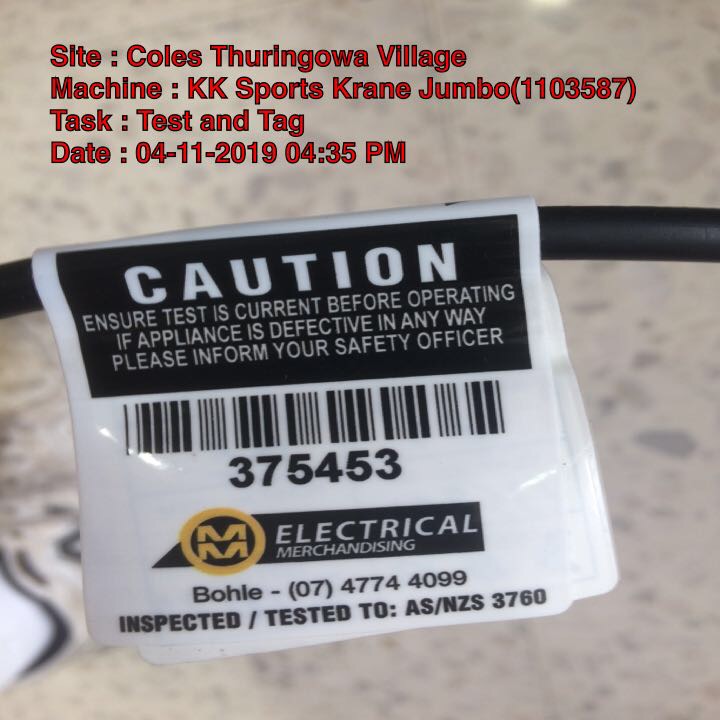 Site : Coles Thuringowa Village
Machine : KK Sports Krane Jumbo(1103587)
Task : Test and Tag
Date : 04-11-2019 04:35 PM
CAUTION
ENSURE TEST IS CURRENT BEFORE OPERATING
IF APPLIANCE IS DEFECTIVE IN ANY WAY
PLEASE INFORM YOUR SAFETY OFFICER
375453
MM ELECTRICAL
MERCHANDISING
Bohle - (07) 4774 4099
INSPECTED / TESTED TO: AS/NZS 3760